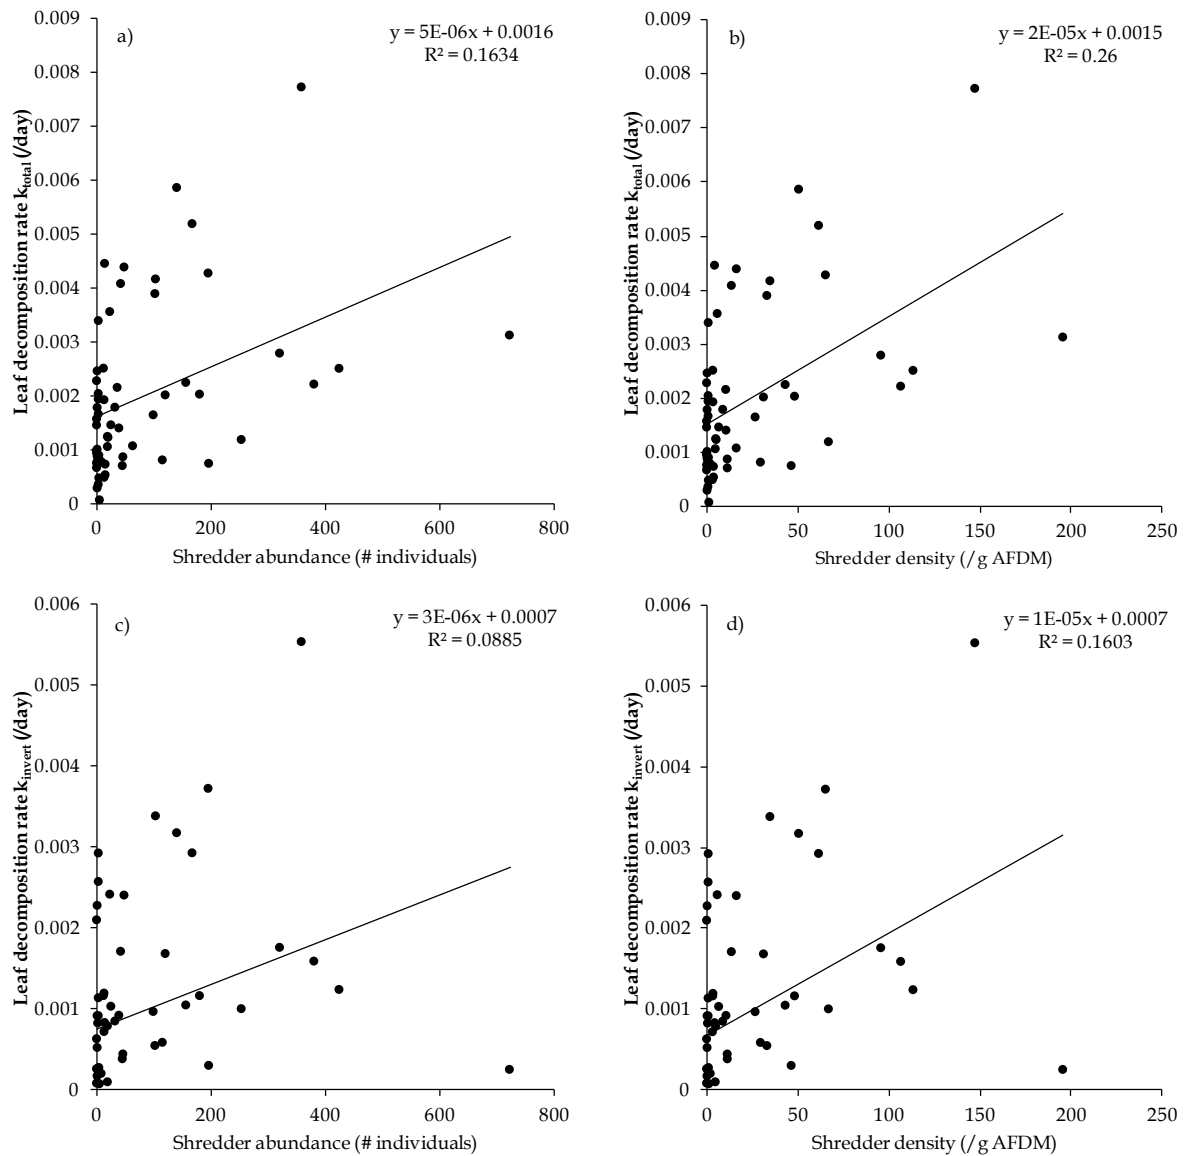 a)
y = 5E-06x + 0.0016
R² = 0.1634
0.009
0.008
0.007
0.006
0.005
0.004
0.003
0.002
0.001
0
Leaf decomposition rate ktotal (/day)
0
200
400
600
800
Shredder abundance (# individuals)
b)
y = 2E-05x + 0.0015
R² = 0.26
0.009
0.008
0.007
0.006
0.005
0.004
0.003
0.002
0.001
0
Leaf decomposition rate ktotal (/day)
0
50
100
150
200
250
Shredder density (/g AFDM)
c)
y = 3E-06x + 0.0007
R² = 0.0885
0.006
0.005
0.004
0.003
0.002
0.001
0
Leaf decomposition rate kinvert (/day)
0
200
400
600
800
Shredder abundance (# individuals)
d)
y = 1E-05x + 0.0007
R² = 0.1603
0.006
0.005
0.004
0.003
0.002
0.001
0
Leaf decomposition rate kinvert (/day)
0
50
100
150
200
250
Shredder density (/g AFDM)